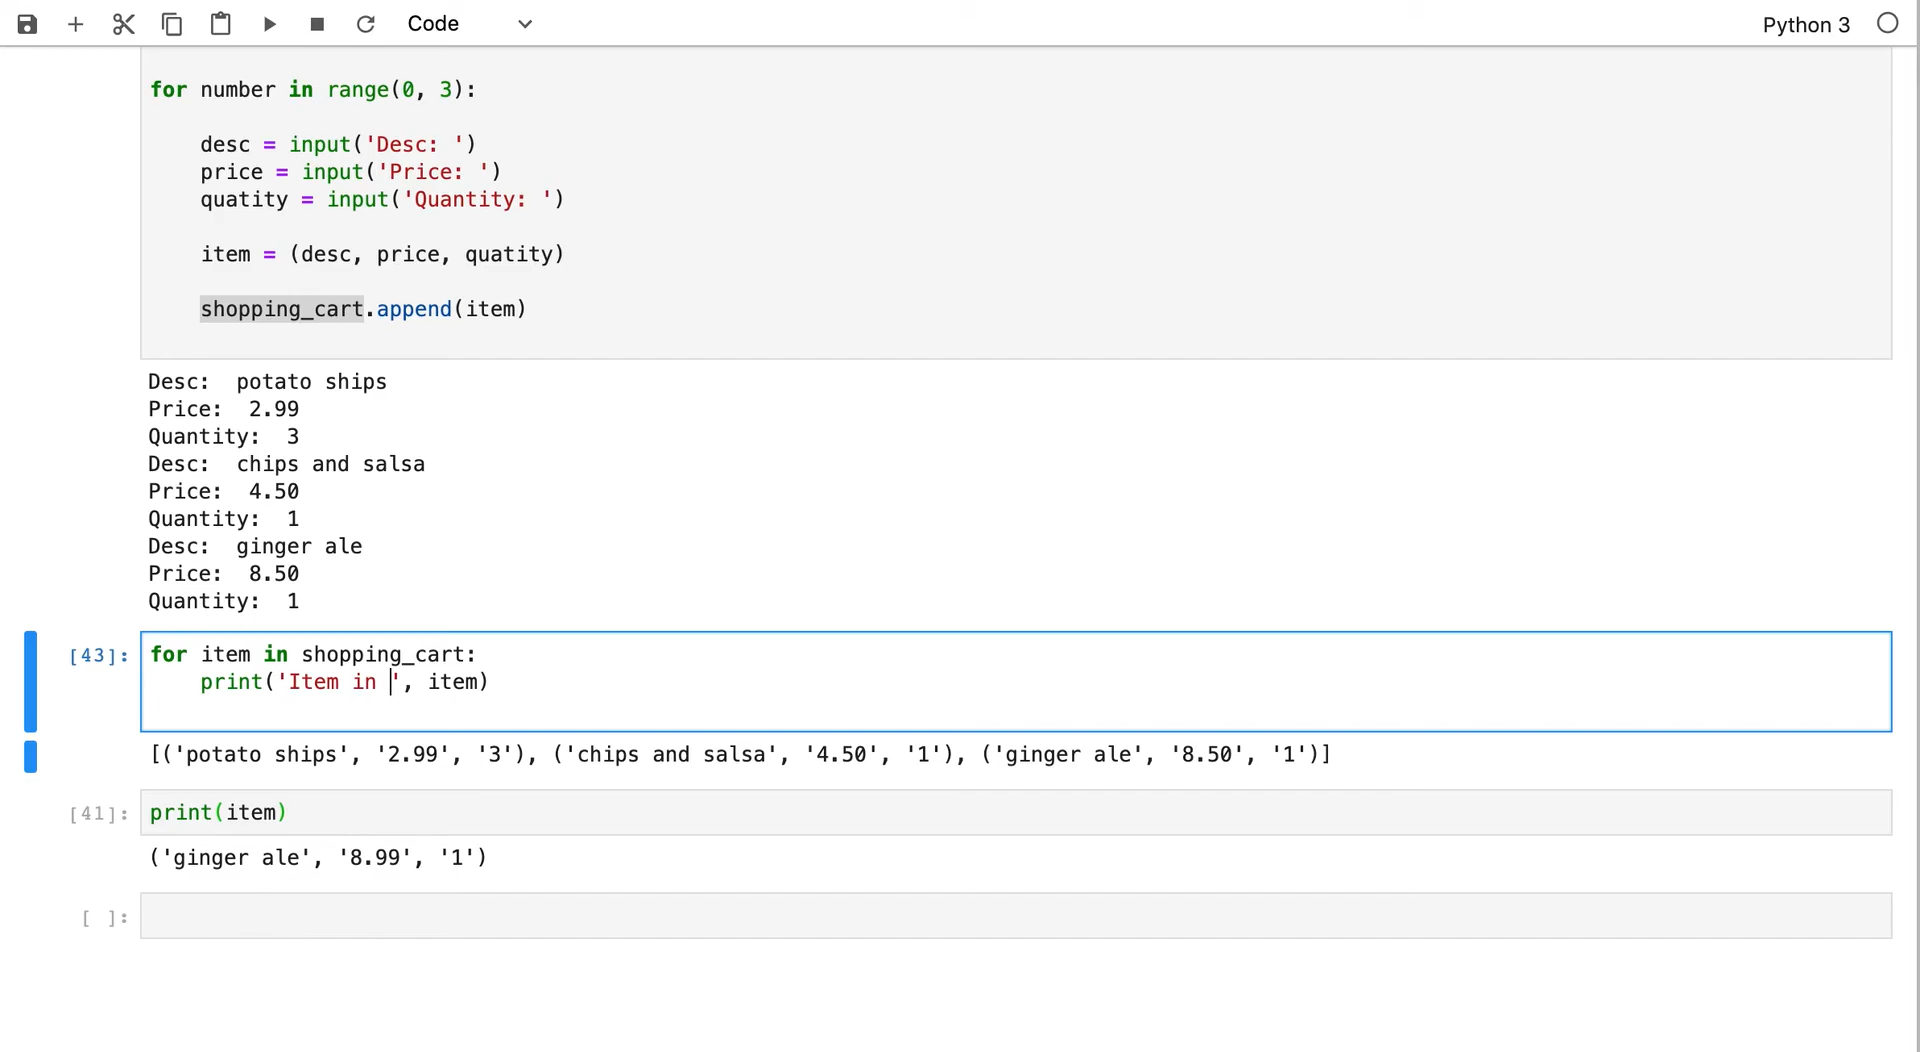 Code
Python 3
for number in range(0, 3):
desc = input('Desc: ')
price = input('Price: ')
quatity = input('Quantity: ')
item = (desc, price, quatity)
shopping_cart.append(item)
Desc:  potato ships
Price:  2.99
Quantity:  3
Desc:  chips and salsa
Price:  4.50
Quantity:  1
Desc:  ginger ale
Price:  8.50
Quantity:  1
[43]: for item in shopping_cart:
print('Item in ', item)
[('potato ships', '2.99', '3'), ('chips and salsa', '4.50', '1'), ('ginger ale', '8.50', '1')]
[41]: print(item)
('ginger ale', '8.99', '1')
[ ]: